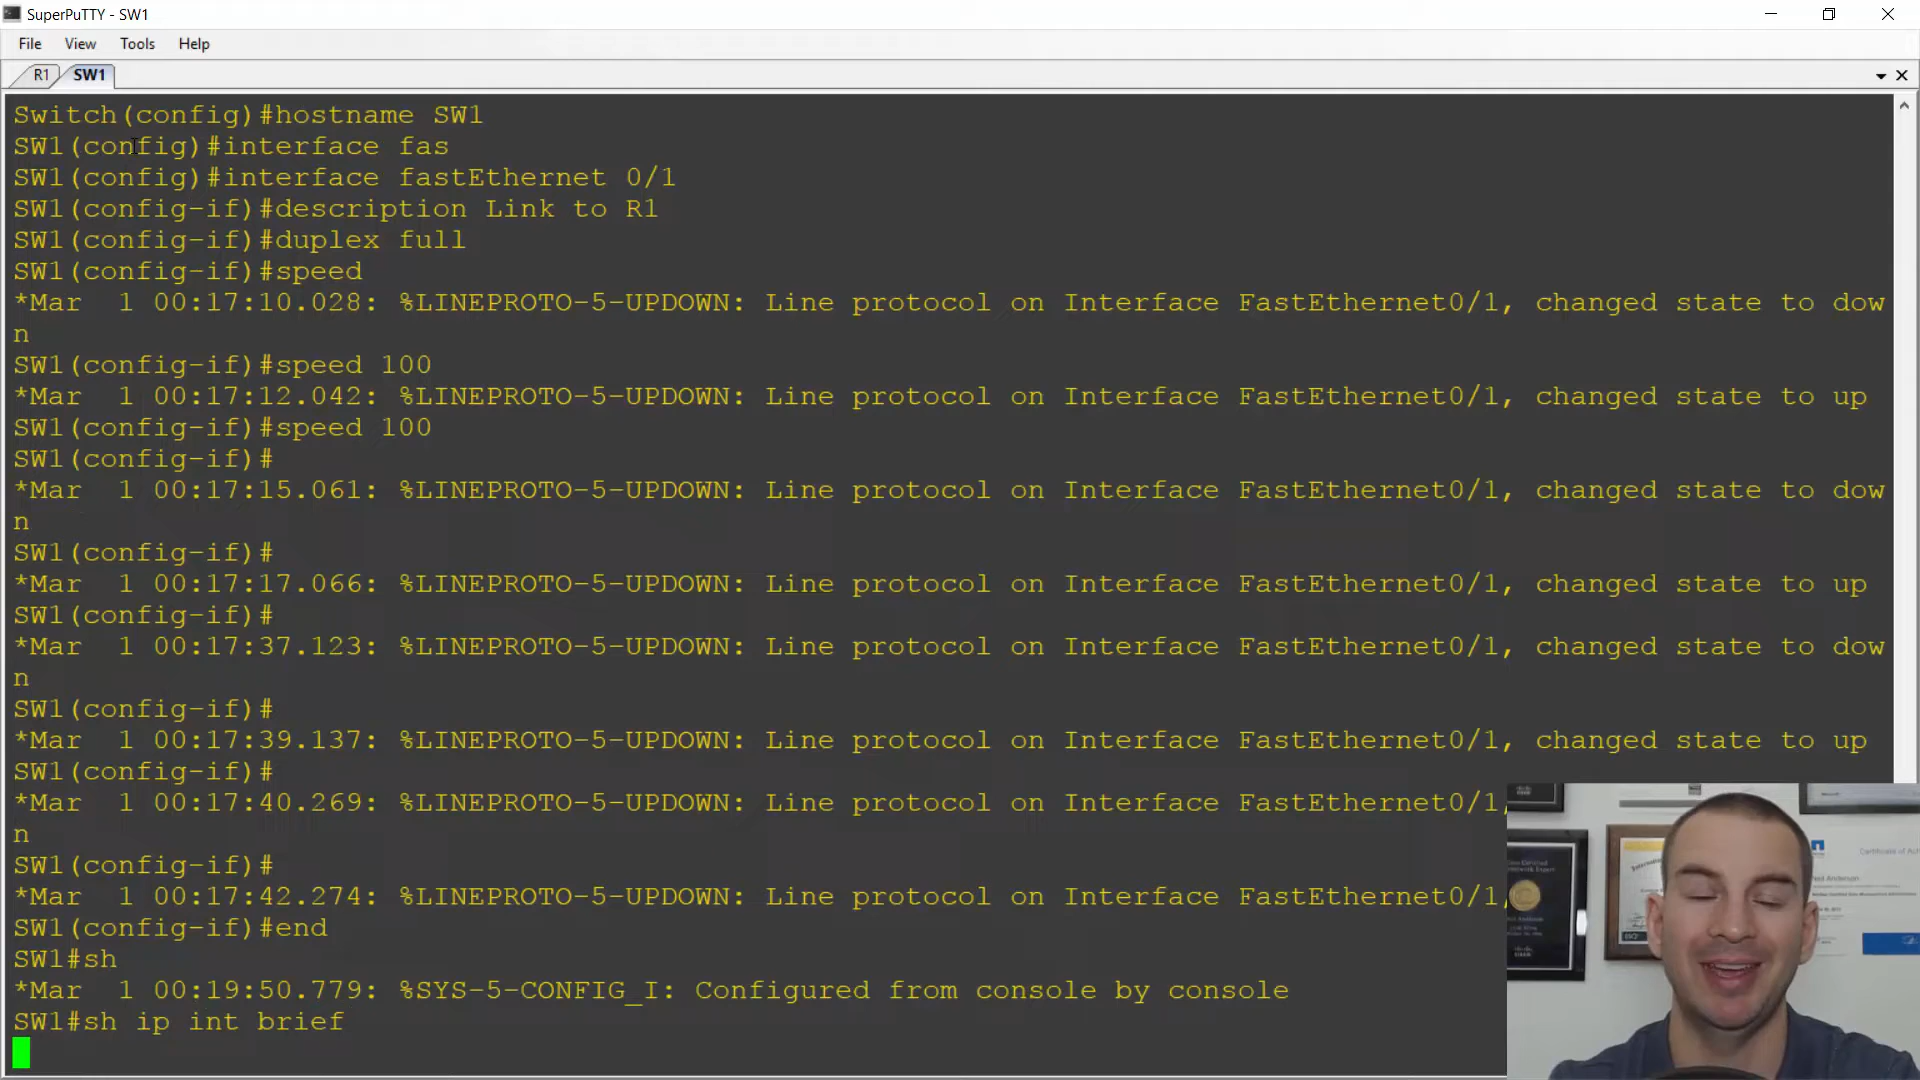 SuperPuTTY - SW1
File View Tools Help
R1 SW1
Switch(config)#hostname SW1
SW1(config)#interface fas
SW1(config)#interface fastEthernet 0/1
SW1(config-if)#description Link to R1
SW1(config-if)#duplex full
SW1(config-if)#speed
*Mar  1 00:17:10.028: %LINEPROTO-5-UPDOWN: Line protocol on Interface FastEthernet0/1, changed state to dow
n
SW1(config-if)#speed 100
*Mar  1 00:17:12.042: %LINEPROTO-5-UPDOWN: Line protocol on Interface FastEthernet0/1, changed state to up
SW1(config-if)#speed 100
SW1(config-if)#
*Mar  1 00:17:15.061: %LINEPROTO-5-UPDOWN: Line protocol on Interface FastEthernet0/1, changed state to dow
n
SW1(config-if)#
*Mar  1 00:17:17.066: %LINEPROTO-5-UPDOWN: Line protocol on Interface FastEthernet0/1, changed state to up
SW1(config-if)#
*Mar  1 00:17:37.123: %LINEPROTO-5-UPDOWN: Line protocol on Interface FastEthernet0/1, changed state to dow
n
SW1(config-if)#
*Mar  1 00:17:39.137: %LINEPROTO-5-UPDOWN: Line protocol on Interface FastEthernet0/1, changed state to up
SW1(config-if)#
*Mar  1 00:17:40.269: %LINEPROTO-5-UPDOWN: Line protocol on Interface FastEthernet0/1,
n
SW1(config-if)#
*Mar  1 00:17:42.274: %LINEPROTO-5-UPDOWN: Line protocol on Interface FastEthernet0/1,
SW1(config-if)#end
SW1#sh
*Mar  1 00:19:50.779: %SYS-5-CONFIG_I: Configured from console by console
SW1#sh ip int brief